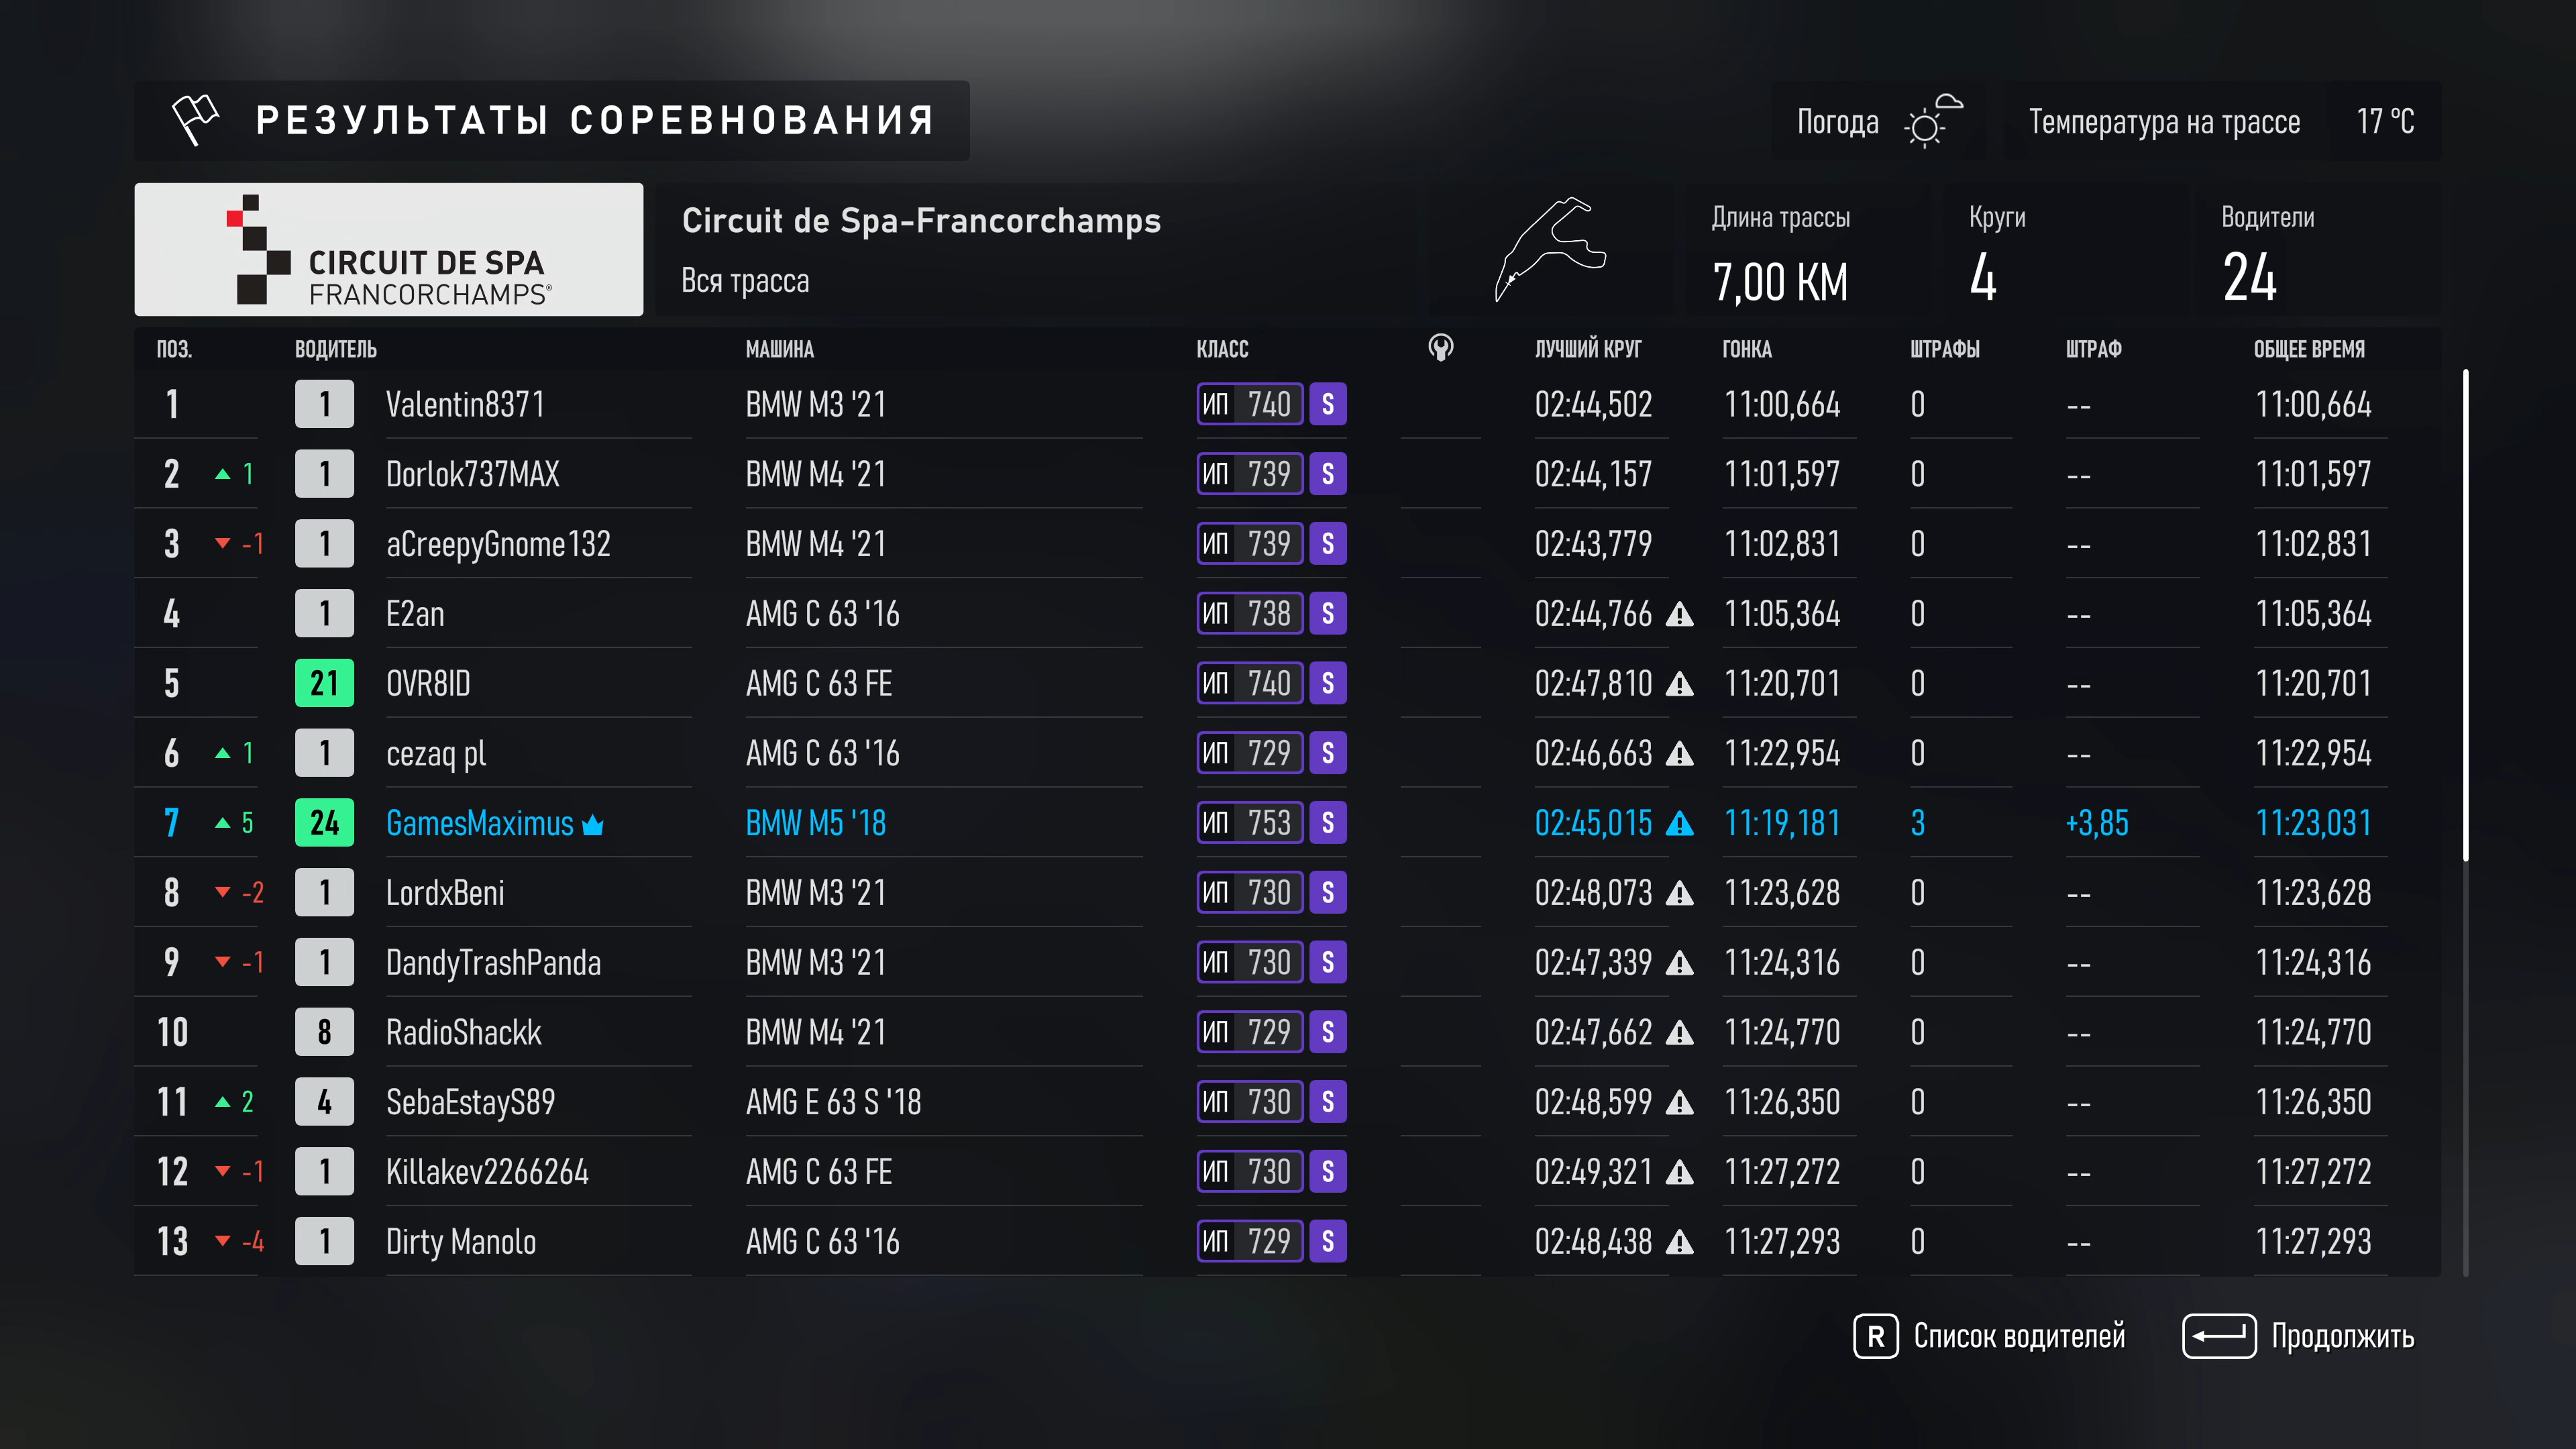 РЕЗУЛЬТАТЫ СОРЕВНОВАНИЯ
Погода Температура на трассе 17 °C
CIRCUIT DE SPA
FRANCORCHAMPS®
Circuit de Spa-Francorchamps
Вся трасса
Длина трассы Круги Водители
7,00 КМ 4 24
ПОЗ. ВОДИТЕЛЬ МАШИНА КЛАСС ЛУЧШИЙ КРУГ ГОНКА ШТРАФЫ ШТРАФ ОБЩЕЕ ВРЕМЯ
1 1 Valentin8371 BMW M3 '21 ИП 740 S 02:44,502 11:00,664 0 -- 11:00,664
2 1 1 Dorlok737MAX BMW M4 '21 ИП 739 S 02:44,157 11:01,597 0 -- 11:01,597
3 -1 1 aCreepyGnome132 BMW M4 '21 ИП 739 S 02:43,779 11:02,831 0 -- 11:02,831
4 1 E2an AMG C 63 '16 ИП 738 S 02:44,766 11:05,364 0 -- 11:05,364
5 21 OVR8ID AMG C 63 FE ИП 740 S 02:47,810 11:20,701 0 -- 11:20,701
6 1 1 cezaq pl AMG C 63 '16 ИП 729 S 02:46,663 11:22,954 0 -- 11:22,954
7 5 24 GamesMaximus BMW M5 '18 ИП 753 S 02:45,015 11:19,181 3 +3,85 11:23,031
8 -2 1 LordxBeni BMW M3 '21 ИП 730 S 02:48,073 11:23,628 0 -- 11:23,628
9 -1 1 DandyTrashPanda BMW M3 '21 ИП 730 S 02:47,339 11:24,316 0 -- 11:24,316
10 8 RadioShackk BMW M4 '21 ИП 729 S 02:47,662 11:24,770 0 -- 11:24,770
11 2 4 SebaEstayS89 AMG E 63 S '18 ИП 730 S 02:48,599 11:26,350 0 -- 11:26,350
12 -1 1 Killakev2266264 AMG C 63 FE ИП 730 S 02:49,321 11:27,272 0 -- 11:27,272
13 -4 1 Dirty Manolo AMG C 63 '16 ИП 729 S 02:48,438 11:27,293 0 -- 11:27,293
R Список водителей Продолжить